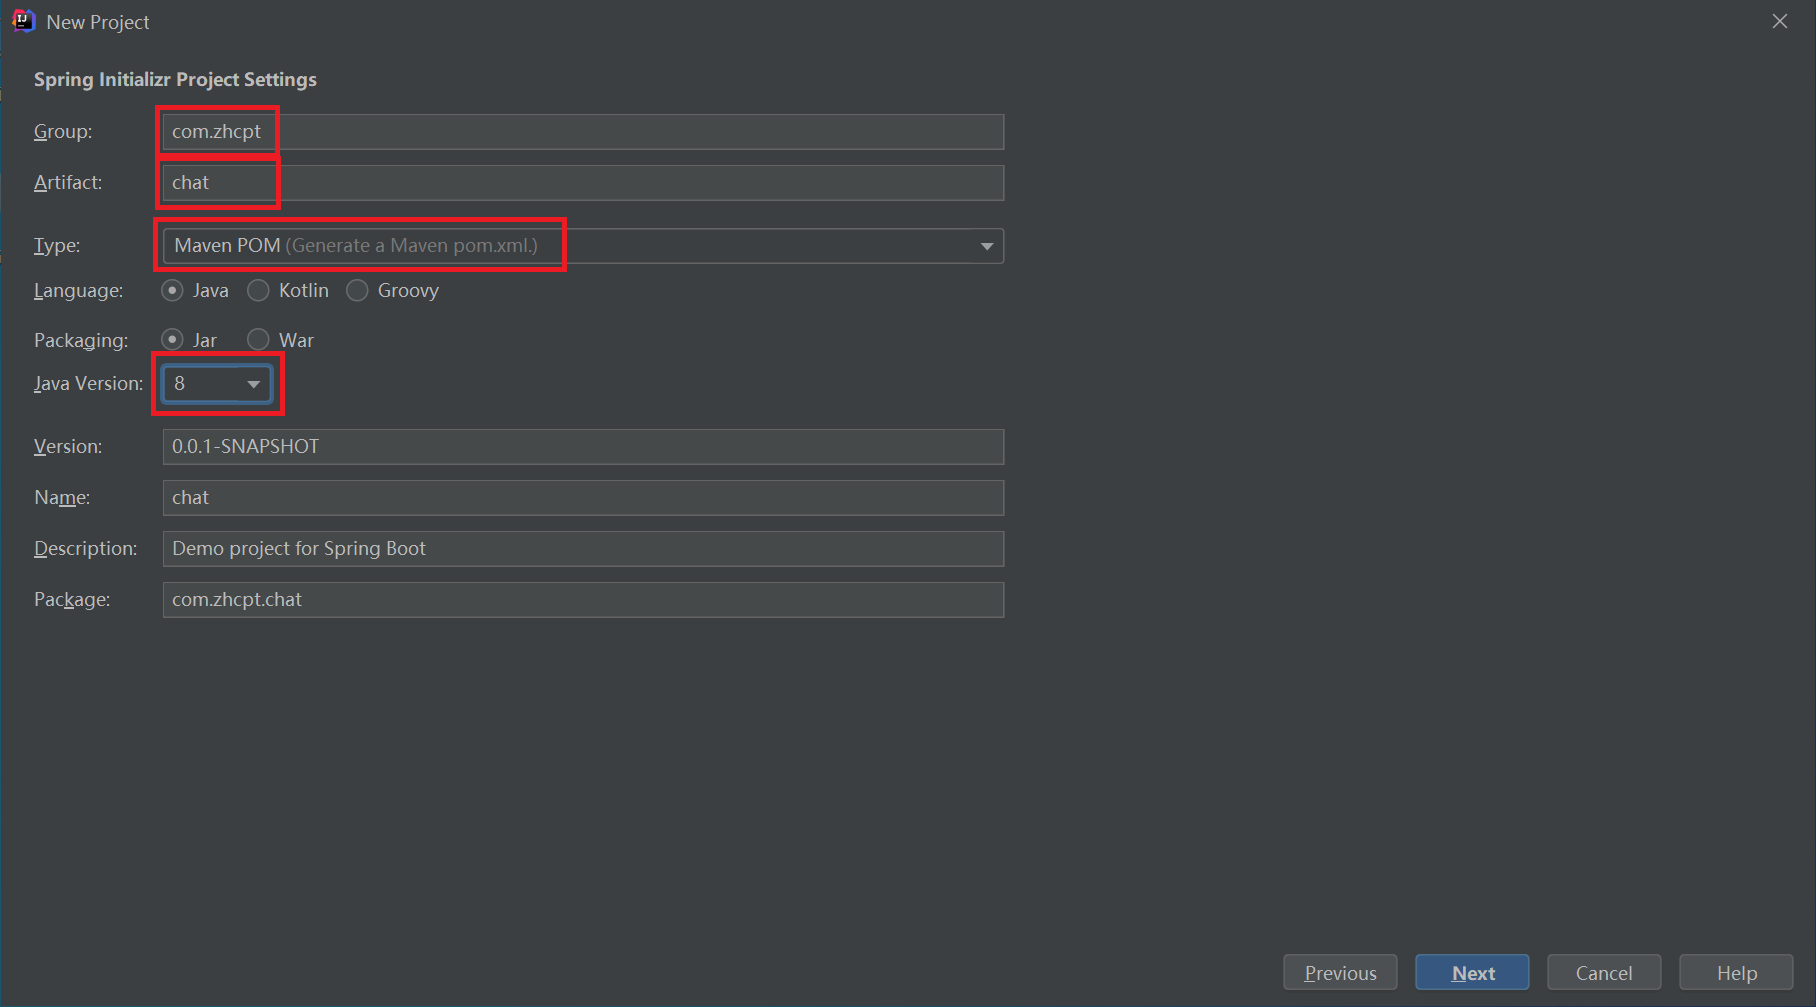 New Project
Spring Initializr Project Settings
Group: com.zhcpt
Artifact: chat
Type: Maven POM (Generate a Maven pom.xml.)
Language: Java Kotlin Groovy
Packaging: Jar War
Java Version: 8
Version: 0.0.1-SNAPSHOT
Name: chat
Description: Demo project for Spring Boot
Package: com.zhcpt.chat
Previous Next Cancel Help